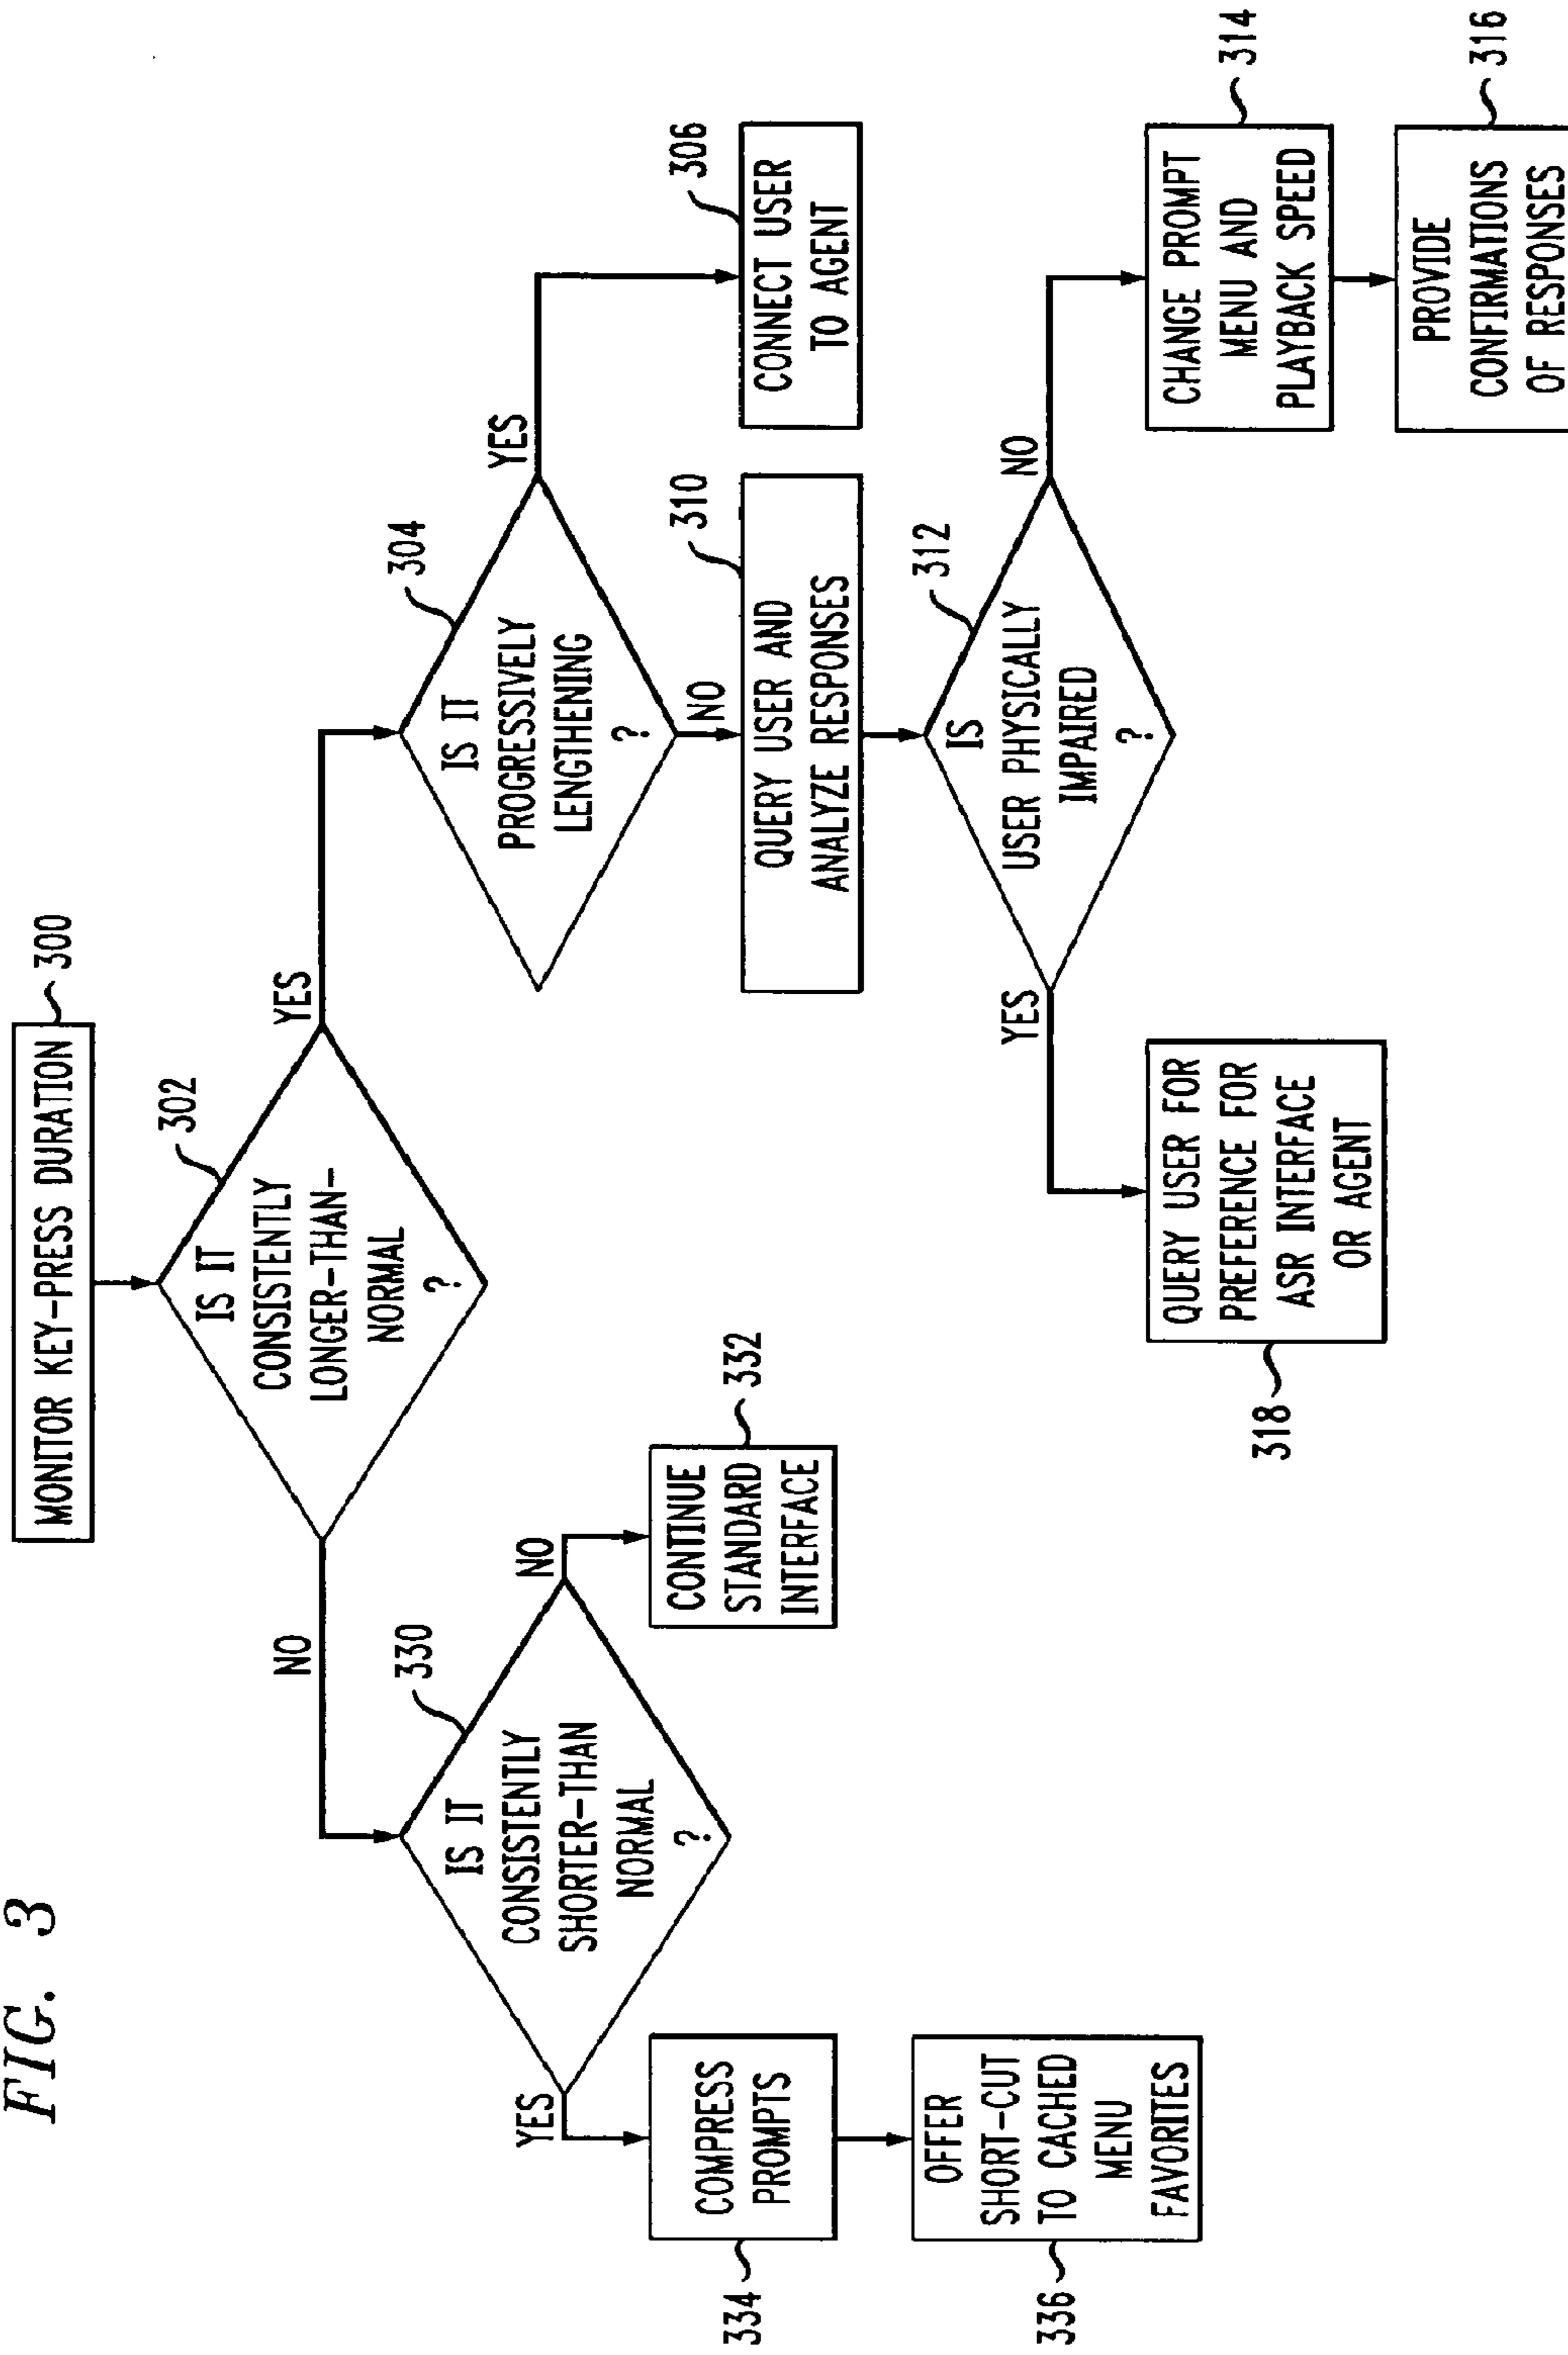 FIG. 3
MONITOR KEY-PRESS DURATION
300
IS IT
CONSISTENTLY
LONGER-THAN-
NORMAL
?
302
NO
YES
IS IT
CONSISTENTLY
SHORTER-THAN
NORMAL
?
330
YES
NO
COMPRESS
PROMPTS
334
OFFER
SHORT-CUT
TO CACHED
MENU
FAVORITES
336
CONTINUE
STANDARD
INTERFACE
332
IS IT
PROGRESSIVELY
LENGTHENING
?
304
YES
NO
CONNECT USER
TO AGENT
306
QUERY USER AND
ANALYZE RESPONSES
310
IS
USER PHYSICALLY
IMPAIRED
?
312
YES
NO
QUERY USER FOR
PREFERENCE FOR
ASR INTERFACE
OR AGENT
318
CHANGE PROMPT
MENU AND
PLAYBACK SPEED
314
PROVIDE
CONFIRMATIONS
OF RESPONSES
316